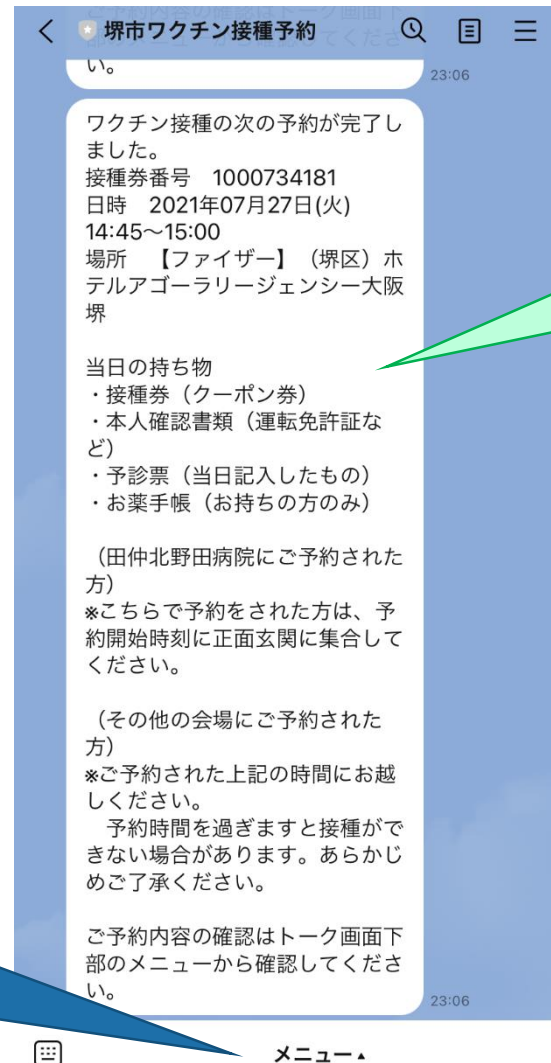 堺市ワクチン接種予約
い。
23:06
ワクチン接種の次の予約が完了し
ました。
接種券番号　1000734181
日時　2021年07月27日(火)
14:45～15:00
場所　【ファイザー】（堺区）ホ
テルアゴーラリージェンシー大阪
堺
当日の持ち物
・接種券（クーポン券）
・本人確認書類（運転免許証な
ど）
・予診票（当日記入したもの）
・お薬手帳（お持ちの方のみ）
（田仲北野田病院にご予約された
方）
※こちらで予約をされた方は、予
約開始時刻に正面玄関に集合して
ください。
（その他の会場にご予約された
方）
※ご予約された上記の時間にお越
しください。
　予約時間を過ぎますと接種がで
きない場合があります。あらかじ
めご了承ください。
ご予約内容の確認はトーク画面下
部のメニューから確認してくださ
い。
23:06
メニュー▲